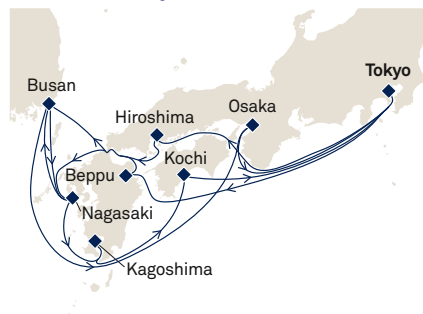 Tokyo
Busan
Osaka
Hiroshima
Kochi
Beppu
Nagasaki
Kagoshima